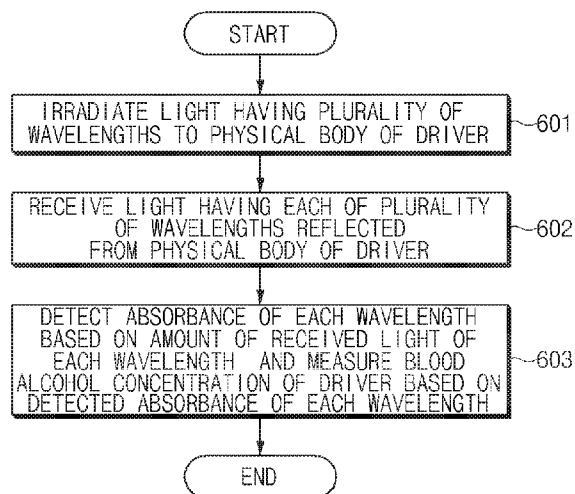 START
IRRADIATE LIGHT HAVING PLURALITY OF
WAVELENGTHS TO PHYSICAL BODY OF DRIVER
601
RECEIVE LIGHT HAVING EACH OF PLURALITY
OF WAVELENGTHS REFLECTED
FROM PHYSICAL BODY OF DRIVER
602
DETECT ABSORBANCE OF EACH WAVELENGTH
BASED ON AMOUNT OF RECEIVED LIGHT OF
EACH WAVELENGTH AND MEASURE BLOOD
ALCOHOL CONCENTRATION OF DRIVER BASED ON
DETECTED ABSORBANCE OF EACH WAVELENGTH
603
END